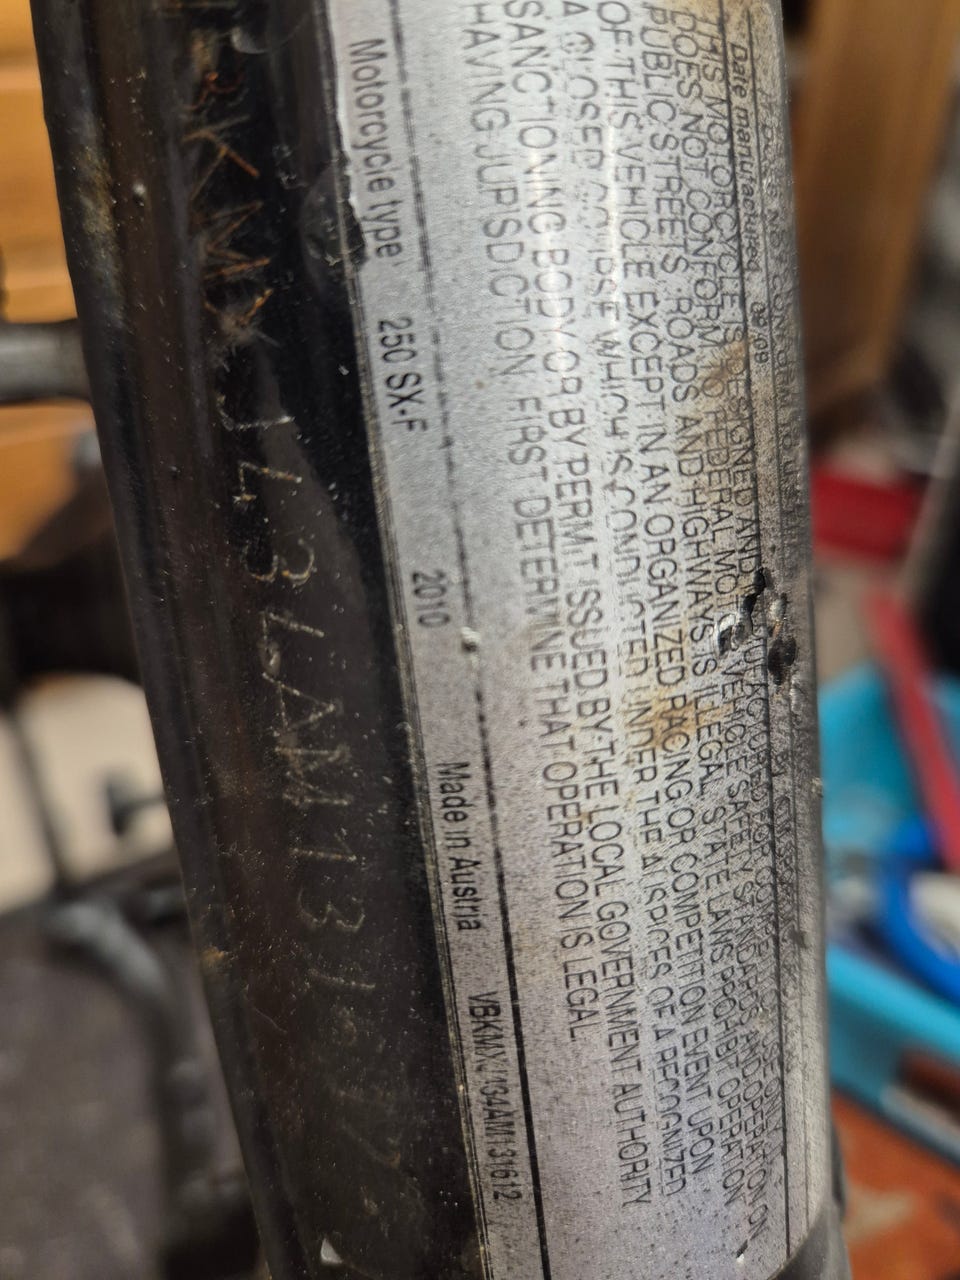 Date manufactured
THIS MOTORCYCLE IS DESIGNED AND ONLY
DOES NOT CONFORM TO FEDERAL MOTOR VEHICLE SAFETY STANDARDS AND OPERATION ON
PUBLIC STREETS, ROADS AND HIGHWAYS IS ILLEGAL. STATE LAWS PROHIBIT OPERATION
OF THIS VEHICLE EXCEPT IN AN ORGANIZED RACING OR COMPETITION EVENT UPON
A CLOSED COURSE WHICH IS CONDUCTED UNDER THE AUSPICES OF A RECOGNIZED
SANCTIONING BODY OR BY PERMIT ISSUED BY THE LOCAL GOVERNMENT AUTHORITY
HAVING JURISDICTION. FIRST DETERMINE THAT OPERATION IS LEGAL.
Motorcycle type 250 SX-F 2010 Made in Austria VBKMXJ434AM131612